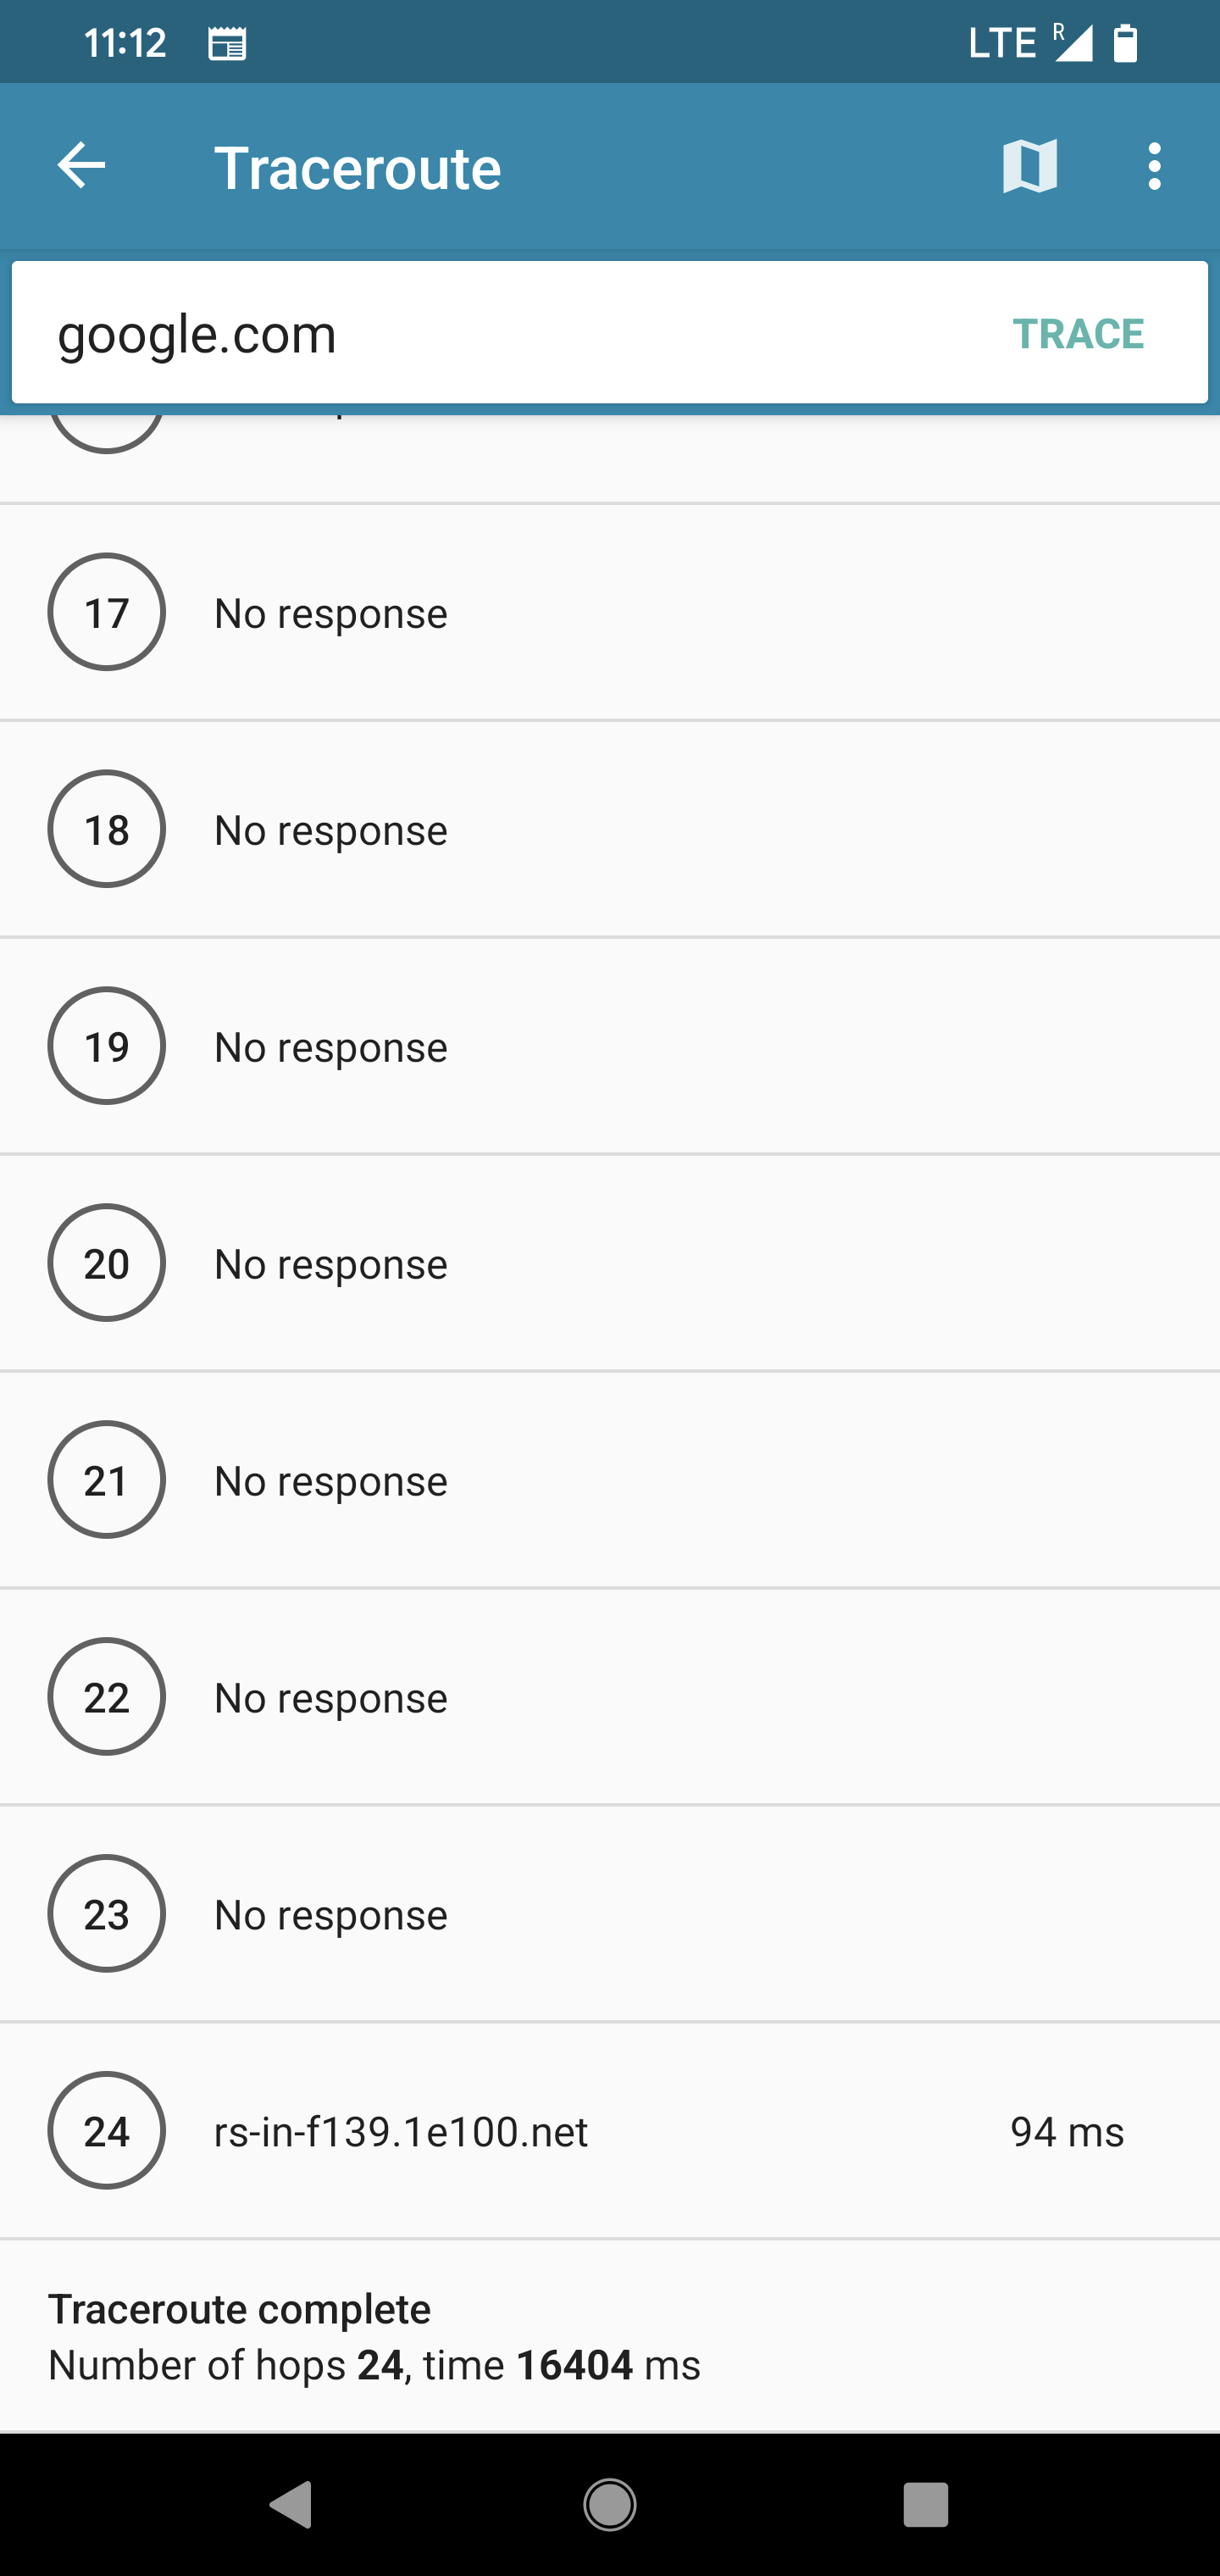 11:12
LTE R
Traceroute
google.com
TRACE
17 No response
18 No response
19 No response
20 No response
21 No response
22 No response
23 No response
24 rs-in-f139.1e100.net 94 ms
Traceroute complete
Number of hops 24, time 16404 ms